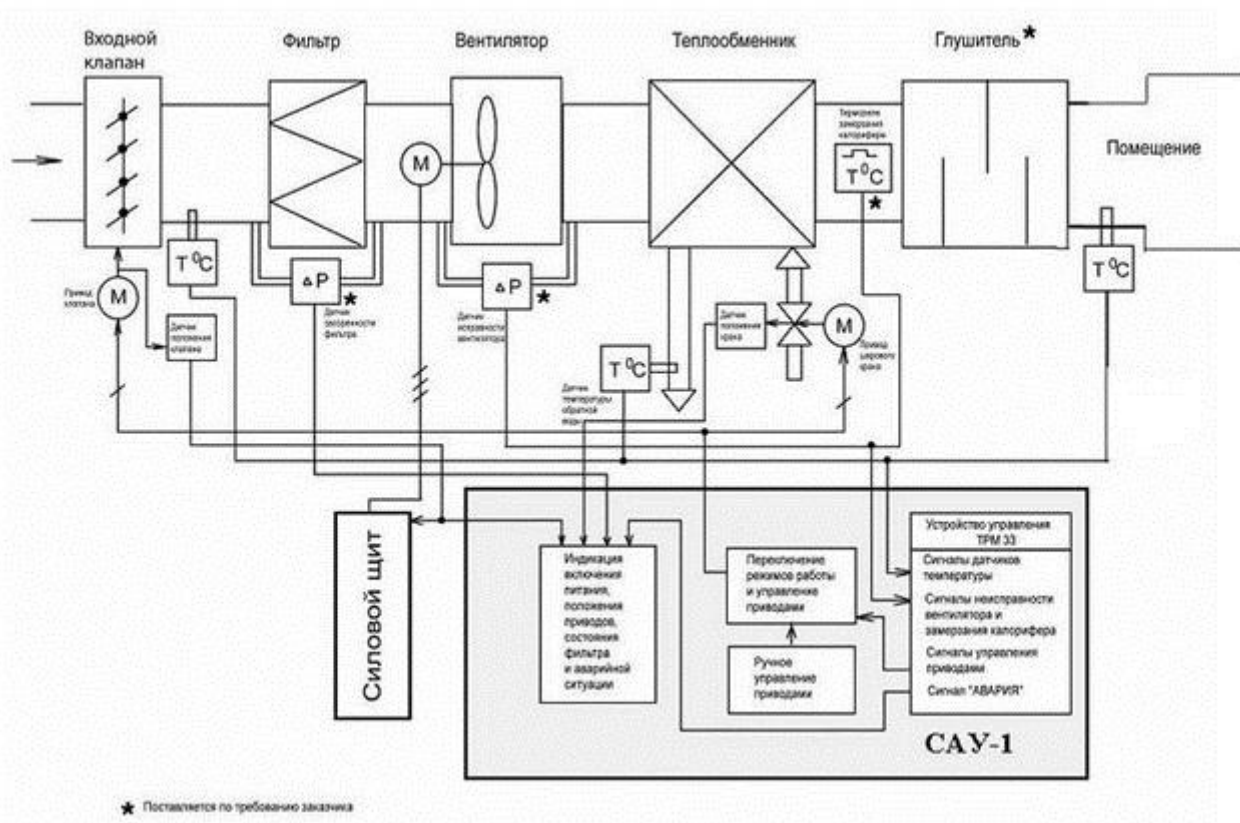 Входной
клапан
Фильтр
Вентилятор
Теплообменник
Глушитель*
Термореле
замерзания
калорифера
Помещение
T⁰C
*
M
T⁰C
T⁰C
ΔP
*
ΔP
*
Привод
клапана
M
Датчик
положения
клапана
Датчик
засоренности
фильтра
Датчик
исправности
вентилятора
Датчик
положения
крана
M
Привод
шарового
крана
T⁰C
Датчик
температуры
обратной
воды
Силовой щит
Индикация
включения
питания,
положения
приводов,
состояния
фильтра
и аварийной
ситуации
Переключение
режимов работы
и управление
приводами
Ручное
управление
приводами
Устройство управления
ТРМ 33
Сигналы датчиков
температуры
Сигналы неисправности
вентилятора и
замерзания калорифера
Сигналы управления
приводами
Сигнал "АВАРИЯ"
САУ-1
* Поставляется по требованию заказчика